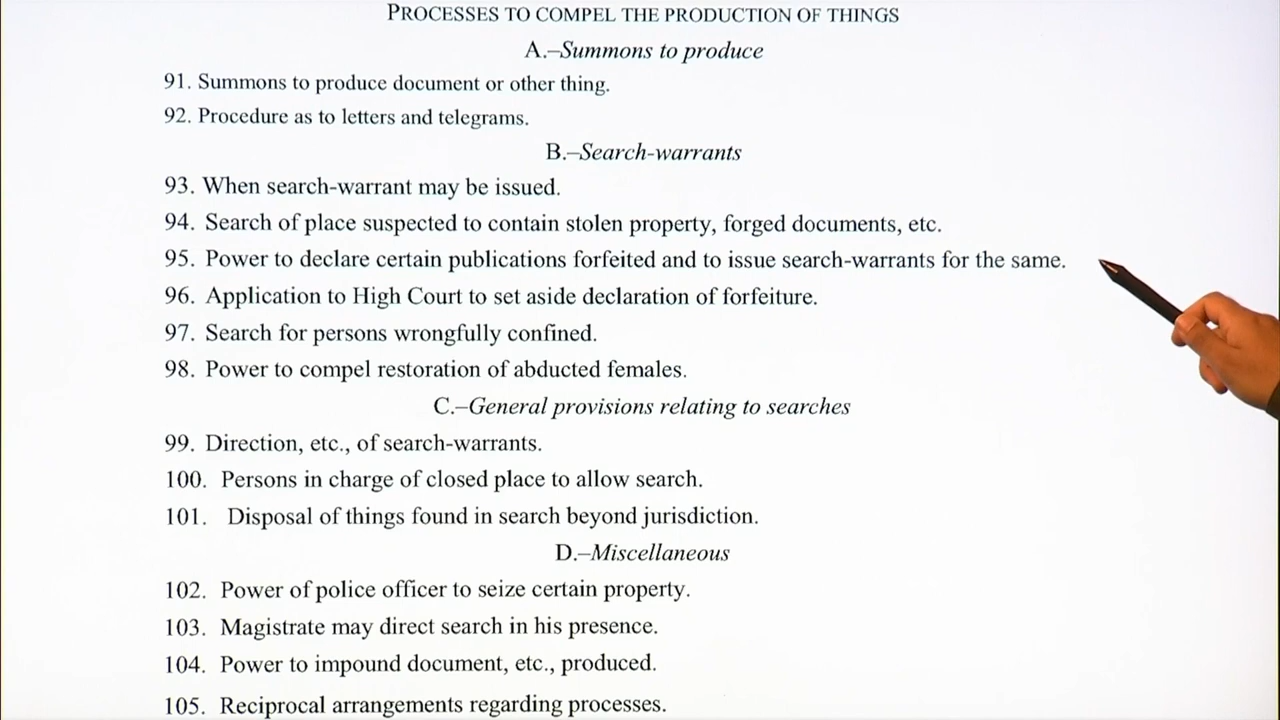 PROCESSES TO COMPEL THE PRODUCTION OF THINGS
A.–Summons to produce
91. Summons to produce document or other thing.
92. Procedure as to letters and telegrams.
B.–Search-warrants
93. When search-warrant may be issued.
94. Search of place suspected to contain stolen property, forged documents, etc.
95. Power to declare certain publications forfeited and to issue search-warrants for the same.
96. Application to High Court to set aside declaration of forfeiture.
97. Search for persons wrongfully confined.
98. Power to compel restoration of abducted females.
C.–General provisions relating to searches
99. Direction, etc., of search-warrants.
100. Persons in charge of closed place to allow search.
101. Disposal of things found in search beyond jurisdiction.
D.–Miscellaneous
102. Power of police officer to seize certain property.
103. Magistrate may direct search in his presence.
104. Power to impound document, etc., produced.
105. Reciprocal arrangements regarding processes.